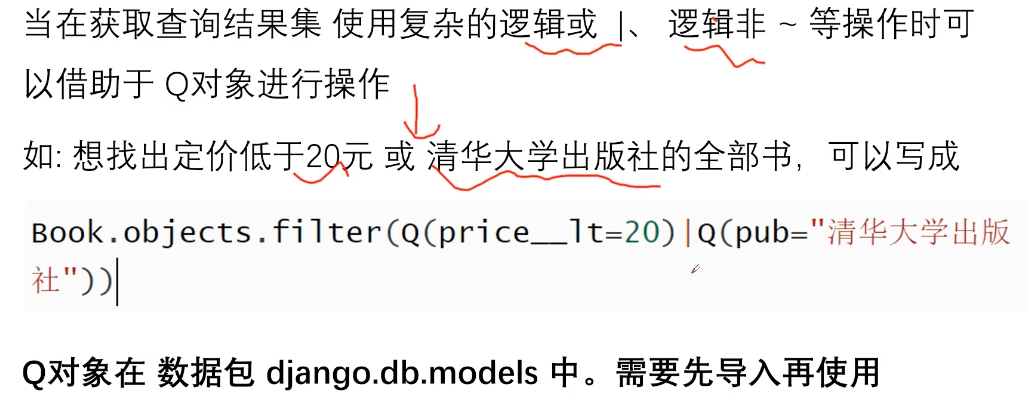 当在获取查询结果集 使用复杂的逻辑或 |、 逻辑非 ~ 等操作时可
以借助于 Q对象进行操作
如: 想找出定价低于20元 或 清华大学出版社的全部书，可以写成
Book.objects.filter(Q(price__lt=20)|Q(pub="清华大学出版
社"))
Q对象在 数据包 django.db.models 中。需要先导入再使用